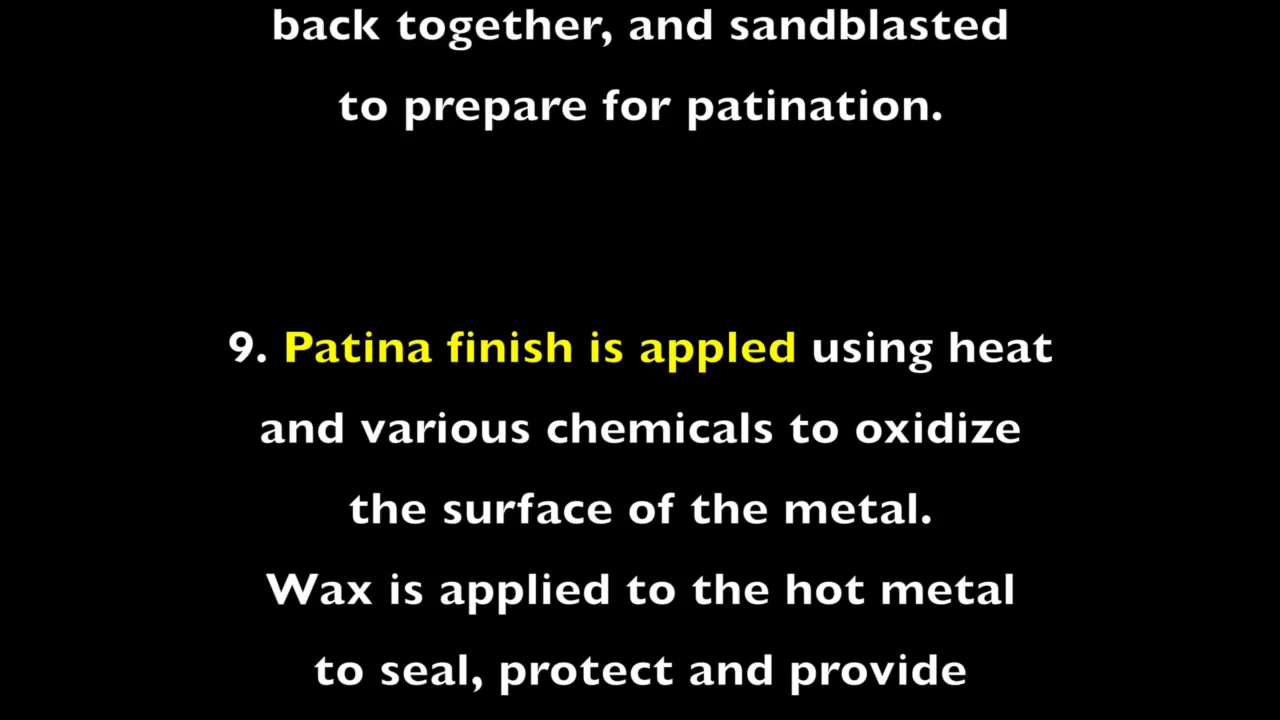 back together, and sandblasted
to prepare for patination.
9. Patina finish is appled using heat
and various chemicals to oxidize
the surface of the metal.
Wax is applied to the hot metal
to seal, protect and provide